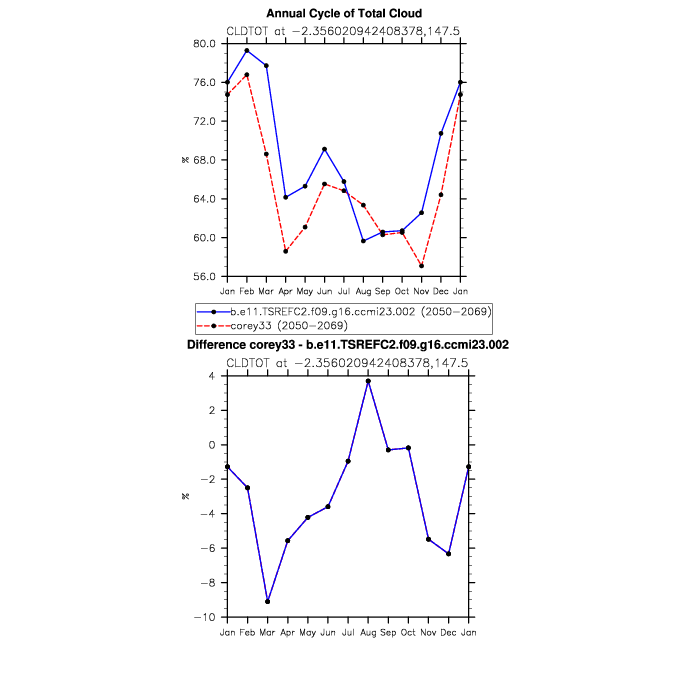 Annual Cycle of Total Cloud
CLDTOT at −2.356020942408378,147.5
80.0
76.0
72.0
68.0
64.0
60.0
56.0
%
Jan Feb Mar Apr May Jun Jul Aug Sep Oct Nov Dec Jan
b.e11.TSREFC2.f09.g16.ccmi23.002 (2050−2069)
corey33 (2050−2069)
Difference corey33 - b.e11.TSREFC2.f09.g16.ccmi23.002
CLDTOT at −2.356020942408378,147.5
4
2
0
−2
−4
−6
−8
−10
%
Jan Feb Mar Apr May Jun Jul Aug Sep Oct Nov Dec Jan